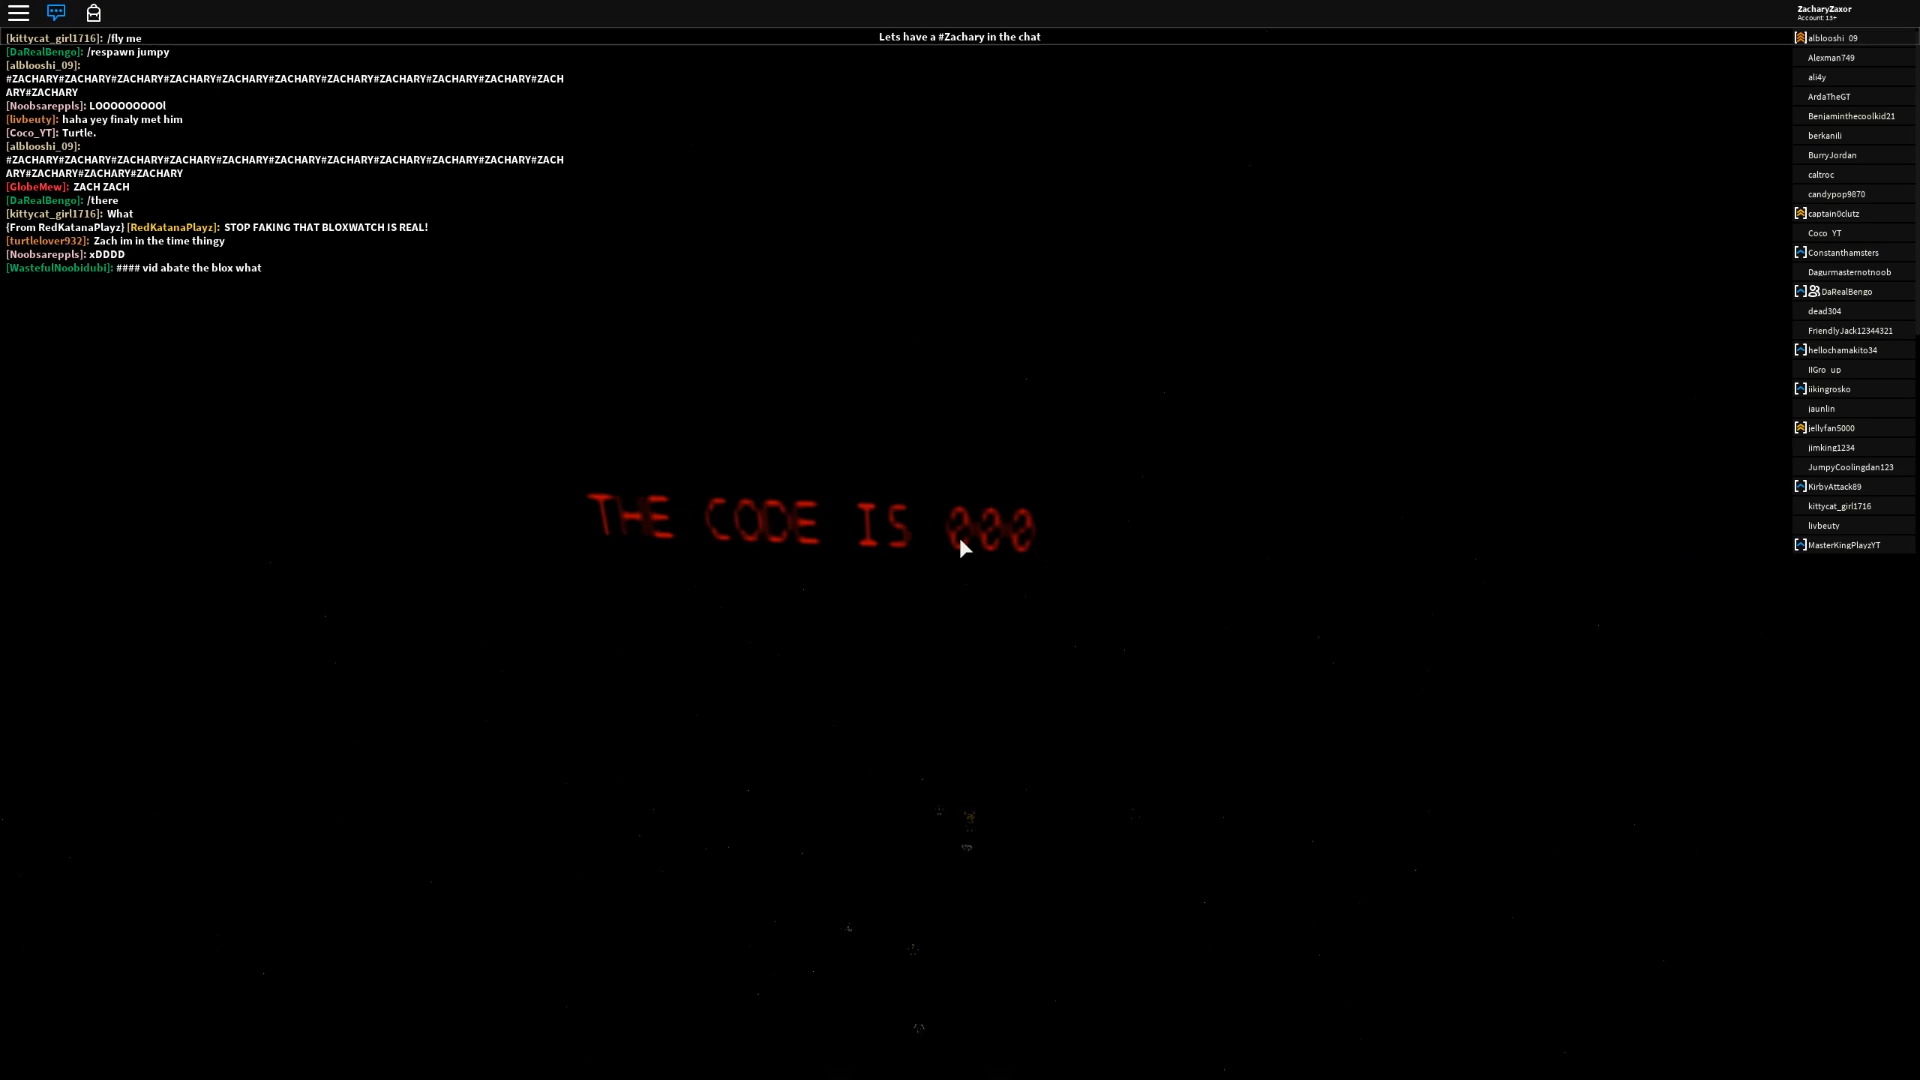 ZacharyZaxor
Account: 13+
[kittycat_girl1716]: /fly me
Lets have a #Zachary in the chat
[DaRealBengo]: /respawn jumpy
[alblooshi_09]:
#ZACHARY#ZACHARY#ZACHARY#ZACHARY#ZACHARY#ZACHARY#ZACHARY#ZACHARY#ZACHARY#ZACHARY#ZACH
ARY#ZACHARY
[Noobsareppls]: LOOOOOOOOOl
[livbeuty]: haha yey finaly met him
[Coco_YT]: Turtle.
[alblooshi_09]:
#ZACHARY#ZACHARY#ZACHARY#ZACHARY#ZACHARY#ZACHARY#ZACHARY#ZACHARY#ZACHARY#ZACHARY#ZACH
ARY#ZACHARY#ZACHARY#ZACHARY
[GlobeMew]: ZACH ZACH
[DaRealBengo]: /there
[kittycat_girl1716]: What
{From RedKatanaPlayz} [RedKatanaPlayz]: STOP FAKING THAT BLOXWATCH IS REAL!
[turtlelover932]: Zach im in the time thingy
[Noobsareppls]: xDDDD
[WastefulNoobidubi]: #### vid abate the blox what
THE CODE IS 000
alblooshi_09
Alexman749
ali4y
ArdaTheGT
Benjaminthecoolkid21
berkanili
BurryJordan
caltroc
candypop9870
captain0clutz
Coco_YT
Constanthamsters
Dagurmasternotnoob
DaRealBengo
dead304
FriendlyJack12344321
hellochamakito34
IIGro_up
iikingrosko
jaunlin
jellyfan5000
jimking1234
JumpyCoolingdan123
KirbyAttack89
kittycat_girl1716
livbeuty
MasterKingPlayzYT